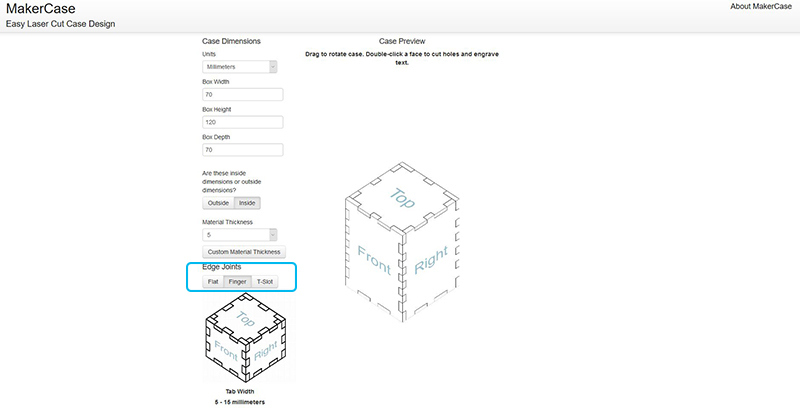 MakerCase
Easy Laser Cut Case Design
About MakerCase
Case Dimensions
Units
Millimeters
Box Width
70
Box Height
120
Box Depth
70
Are these inside
dimensions or outside
dimensions?
Outside Inside
Material Thickness
5
Custom Material Thickness
Edge Joints
Flat Finger T-Slot
Top
Front Right
Tab Width
5 - 15 millimeters
Case Preview
Drag to rotate case. Double-click a face to cut holes and engrave
text.
Top
Front Right